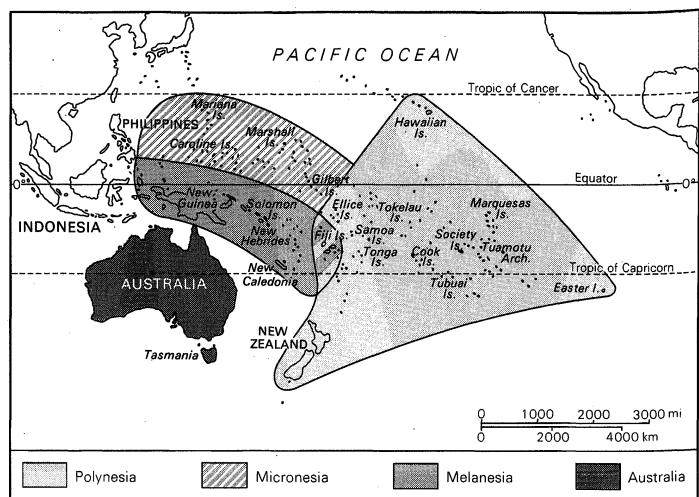 PACIFIC OCEAN
Tropic of Cancer
Mariana
Is.
Hawaiian
Is.
PHILIPPINES
Marshall
Is.
Caroline Is.
Gilbert
Is.
0°
Equator
0°
New
Guinea
Solomon
Is.
Ellice
Is.
Tokelau
Is.
Marquesas
Is.
INDONESIA
New
Hebrides
Fiji Is.
Samoa
Is.
Society
Is.
Tonga
Is.
Cook
Is.
Tuamotu
Arch.
New
Caledonia
Tropic of Capricorn
AUSTRALIA
Tubuai
Is.
Easter I.
NEW
ZEALAND
Tasmania
0 1000 2000 3000 mi
0 2000 4000 km
Polynesia
Micronesia
Melanesia
Australia